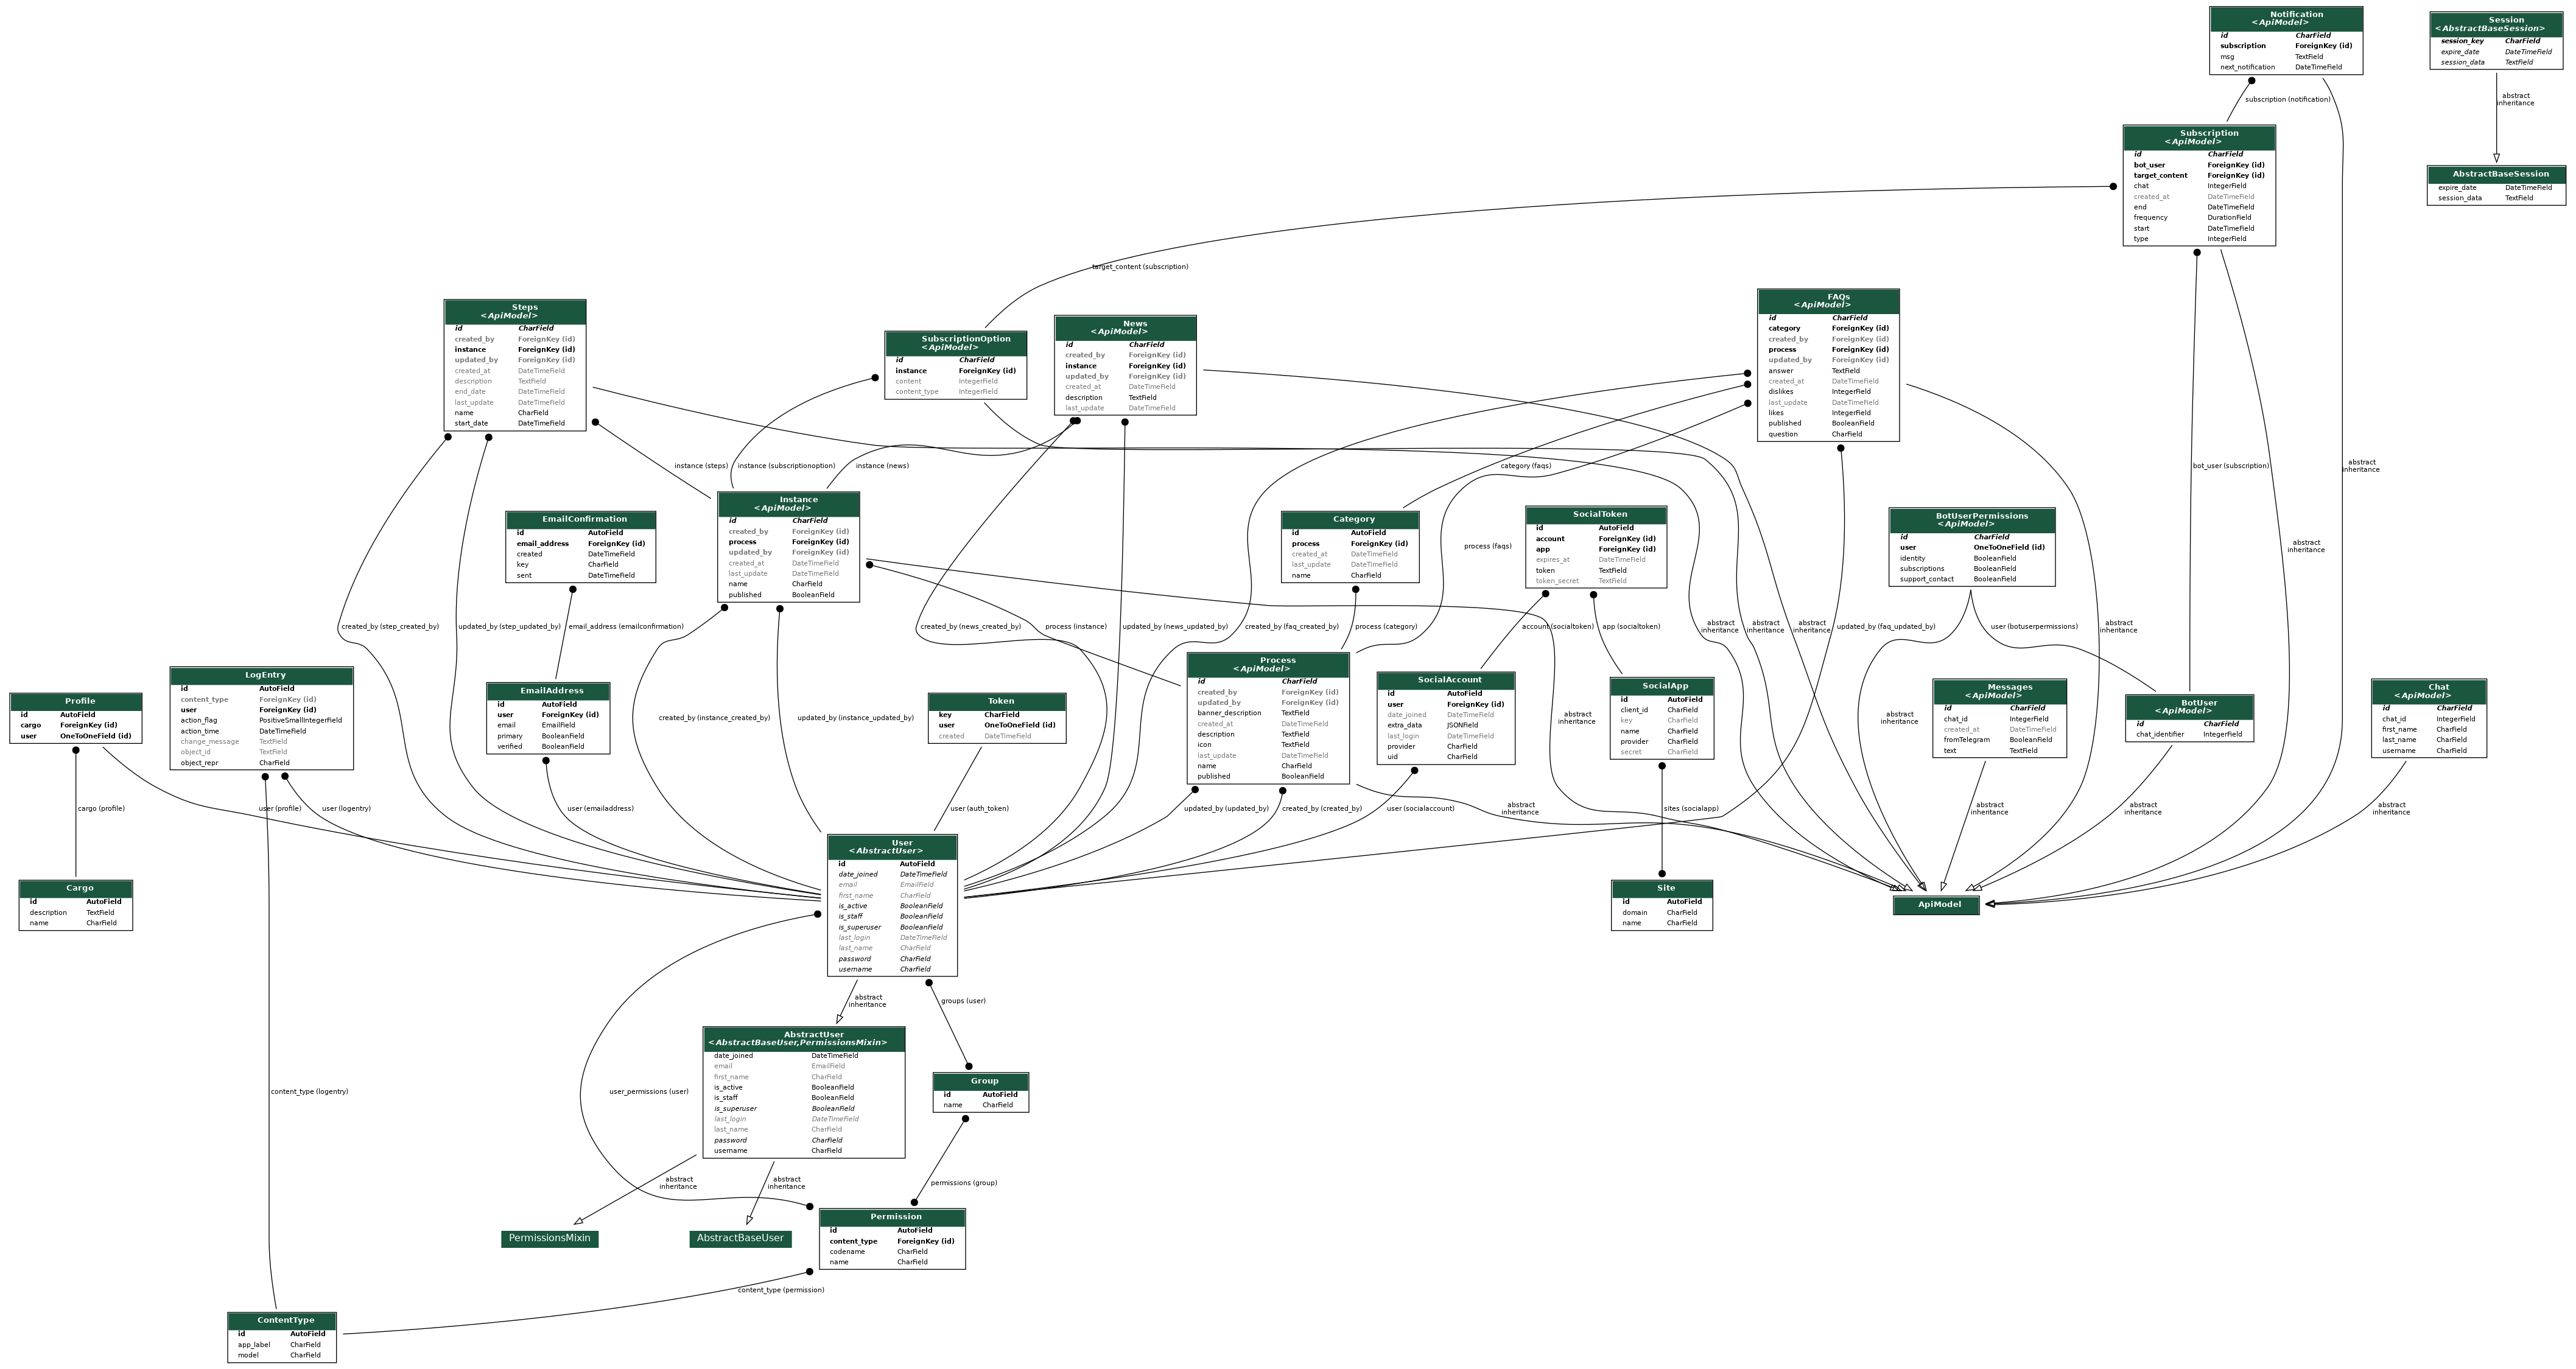 Notification
<ApiModel>
id CharField
subscription ForeignKey (id)
msg TextField
next_notification DateTimeField
Session
<AbstractBaseSession>
session_key CharField
expire_date DateTimeField
session_data TextField
subscription (notification)
abstract
inheritance
Subscription
<ApiModel>
id CharField
bot_user ForeignKey (id)
target_content ForeignKey (id)
chat IntegerField
created_at DateTimeField
end DateTimeField
frequency DurationField
start DateTimeField
type IntegerField
AbstractBaseSession
expire_date DateTimeField
session_data TextField
target_content (subscription)
Steps
<ApiModel>
id CharField
created_by ForeignKey (id)
instance ForeignKey (id)
updated_by ForeignKey (id)
created_at DateTimeField
description TextField
end_date DateTimeField
last_update DateTimeField
name CharField
start_date DateTimeField
SubscriptionOption
<ApiModel>
id CharField
instance ForeignKey (id)
content IntegerField
content_type IntegerField
News
<ApiModel>
id CharField
created_by ForeignKey (id)
instance ForeignKey (id)
updated_by ForeignKey (id)
created_at DateTimeField
description TextField
last_update DateTimeField
FAQs
<ApiModel>
id CharField
category ForeignKey (id)
created_by ForeignKey (id)
process ForeignKey (id)
updated_by ForeignKey (id)
answer TextField
created_at DateTimeField
dislikes IntegerField
last_update DateTimeField
likes IntegerField
published BooleanField
question CharField
instance (steps)
instance (subscriptionoption)
instance (news)
category (faqs)
bot_user (subscription)
abstract
inheritance
EmailConfirmation
id AutoField
email_address ForeignKey (id)
created DateTimeField
key CharField
sent DateTimeField
Instance
<ApiModel>
id CharField
created_by ForeignKey (id)
process ForeignKey (id)
updated_by ForeignKey (id)
created_at DateTimeField
last_update DateTimeField
name CharField
published BooleanField
Category
id AutoField
process ForeignKey (id)
created_at DateTimeField
last_update DateTimeField
name CharField
process (faqs)
SocialToken
id AutoField
account ForeignKey (id)
app ForeignKey (id)
expires_at DateTimeField
token TextField
token_secret TextField
BotUserPermissions
<ApiModel>
id CharField
user OneToOneField (id)
identity BooleanField
subscriptions BooleanField
support_contact BooleanField
abstract
inheritance
created_by (step_created_by)
updated_by (step_updated_by)
email_address (emailconfirmation)
created_by (news_created_by)
process (instance)
updated_by (news_updated_by)
created_by (faq_created_by)
process (category)
account (socialtoken)
app (socialtoken)
abstract
inheritance
abstract
inheritance
abstract
inheritance
updated_by (faq_updated_by)
user (botuserpermissions)
abstract
inheritance
Profile
id AutoField
cargo ForeignKey (id)
user OneToOneField (id)
LogEntry
id AutoField
content_type ForeignKey (id)
user ForeignKey (id)
action_flag PositiveSmallIntegerField
action_time DateTimeField
change_message TextField
object_id TextField
object_repr CharField
EmailAddress
id AutoField
user ForeignKey (id)
email EmailField
primary BooleanField
verified BooleanField
created_by (instance_created_by)
updated_by (instance_updated_by)
Token
key CharField
user OneToOneField (id)
created DateTimeField
Process
<ApiModel>
id CharField
created_by ForeignKey (id)
updated_by ForeignKey (id)
banner_description TextField
created_at DateTimeField
description TextField
icon TextField
last_update DateTimeField
name CharField
published BooleanField
SocialAccount
id AutoField
user ForeignKey (id)
date_joined DateTimeField
extra_data JSONField
last_login DateTimeField
provider CharField
uid CharField
abstract
inheritance
SocialApp
id AutoField
client_id CharField
key CharField
name CharField
provider CharField
secret CharField
abstract
inheritance
Messages
<ApiModel>
id CharField
chat_id IntegerField
created_at DateTimeField
fromTelegram BooleanField
text TextField
BotUser
<ApiModel>
id CharField
chat_identifier IntegerField
Chat
<ApiModel>
id CharField
chat_id IntegerField
first_name CharField
last_name CharField
username CharField
cargo (profile)
user (profile)
user (logentry)
user (emailaddress)
user (auth_token)
updated_by (updated_by)
created_by (created_by)
user (socialaccount)
abstract
inheritance
sites (socialapp)
abstract
inheritance
abstract
inheritance
abstract
inheritance
Cargo
id AutoField
description TextField
name CharField
User
<AbstractUser>
id AutoField
date_joined DateTimeField
email EmailField
first_name CharField
is_active BooleanField
is_staff BooleanField
is_superuser BooleanField
last_login DateTimeField
last_name CharField
password CharField
username CharField
Site
id AutoField
domain CharField
name CharField
ApiModel
abstract
inheritance
groups (user)
AbstractUser
<AbstractBaseUser,PermissionsMixin>
date_joined DateTimeField
email EmailField
first_name CharField
is_active BooleanField
is_staff BooleanField
is_superuser BooleanField
last_login DateTimeField
last_name CharField
password CharField
username CharField
Group
id AutoField
name CharField
content_type (logentry)
user_permissions (user)
abstract
inheritance
abstract
inheritance
permissions (group)
PermissionsMixin
AbstractBaseUser
Permission
id AutoField
content_type ForeignKey (id)
codename CharField
name CharField
content_type (permission)
ContentType
id AutoField
app_label CharField
model CharField